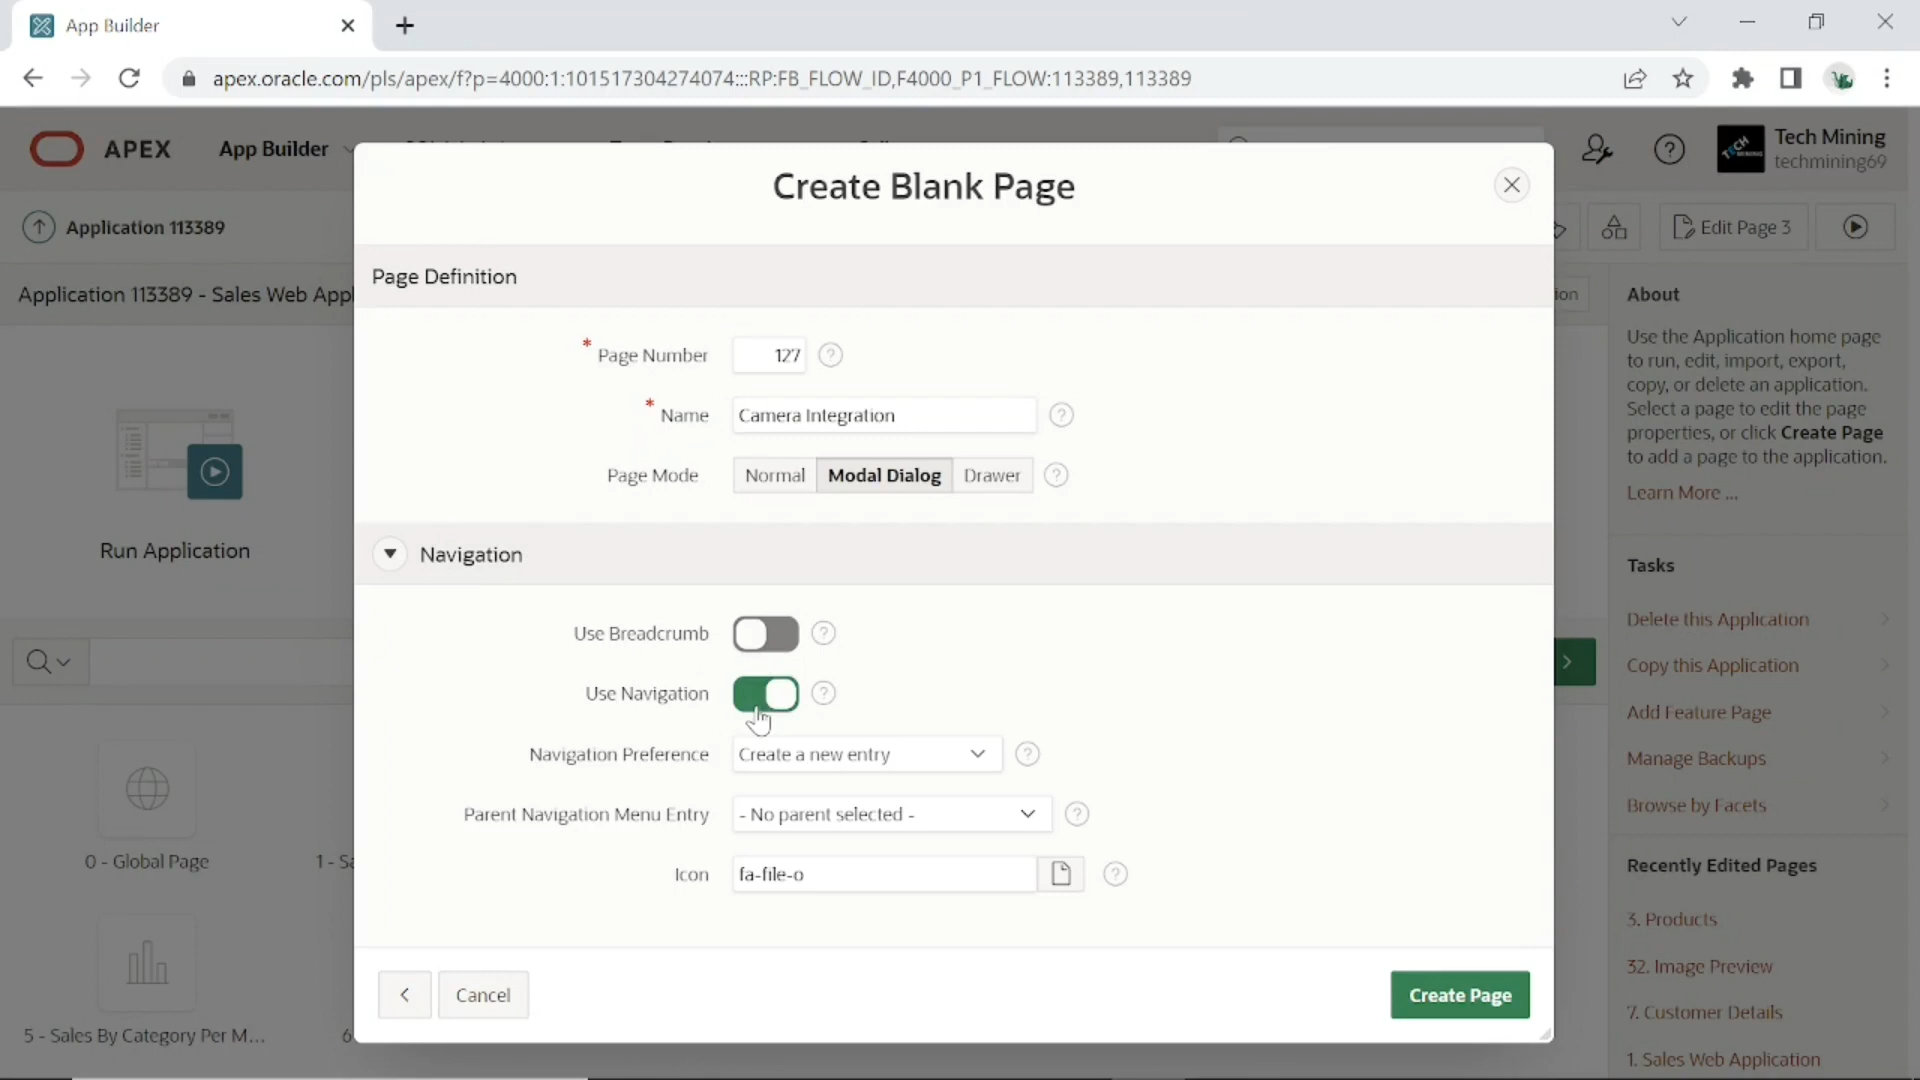 App Builder
apex.oracle.com/pls/apex/f?p=4000:1:101517304274074:::RP:FB_FLOW_ID,F4000_P1_FLOW:113389,113389
APEX
App Builder
Tech Mining
techmining69
Create Blank Page
Application 113389
Edit Page 3
Application 113389 - Sales Web Appl
ion
Page Definition
* Page Number 127
* Name Camera Integration
Page Mode Normal Modal Dialog Drawer
Navigation
Use Breadcrumb
Use Navigation
Navigation Preference Create a new entry
Parent Navigation Menu Entry - No parent selected -
Icon fa-file-o
Cancel
Create Page
Run Application
0 - Global Page
1 - Sa
5 - Sales By Category Per M...
6
About
Use the Application home page
to run, edit, import, export,
copy, or delete an application.
Select a page to edit the page
properties, or click Create Page
to add a page to the application.
Learn More ...
Tasks
Delete this Application
Copy this Application
Add Feature Page
Manage Backups
Browse by Facets
Recently Edited Pages
3. Products
32. Image Preview
7. Customer Details
1. Sales Web Application